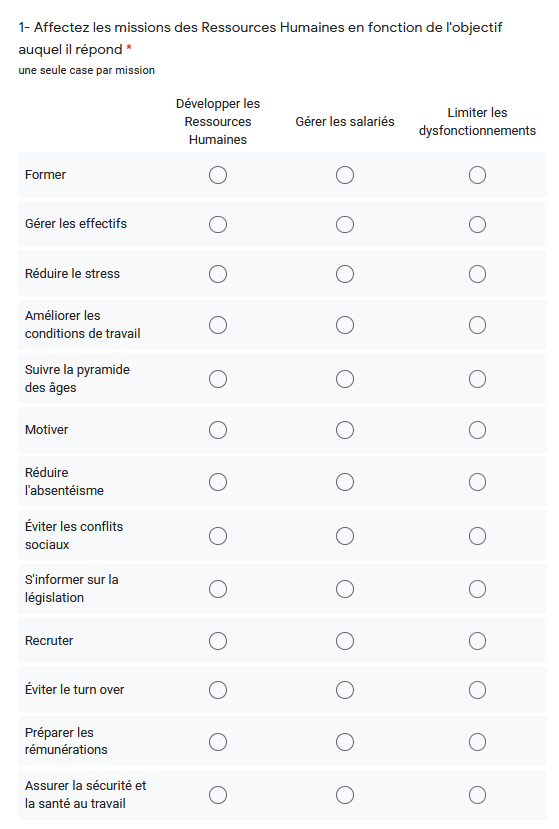 1- Affectez les missions des Ressources Humaines en fonction de l'objectif
auquel il répond *
une seule case par mission
Développer les
Ressources
Humaines
Gérer les salariés
Limiter les
dysfonctionnements
Former
Gérer les effectifs
Réduire le stress
Améliorer les
conditions de travail
Suivre la pyramide
des âges
Motiver
Réduire
l'absentéisme
Éviter les conflits
sociaux
S'informer sur la
législation
Recruter
Éviter le turn over
Préparer les
rémunérations
Assurer la sécurité et
la santé au travail